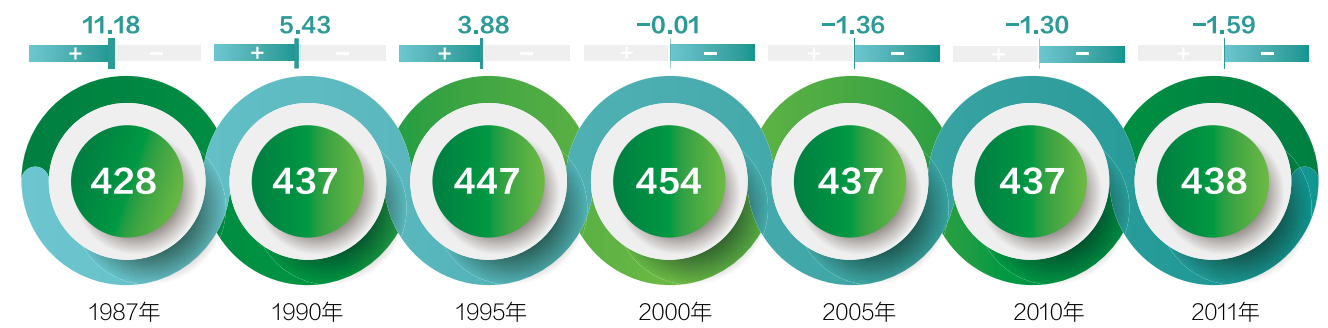 11.18 5.43 3.88 −0.01 −1.36 −1.30 −1.59
+ − + − + − + − + − + − + −
428 437 447 454 437 437 438
1987年 1990年 1995年 2000年 2005年 2010年 2011年